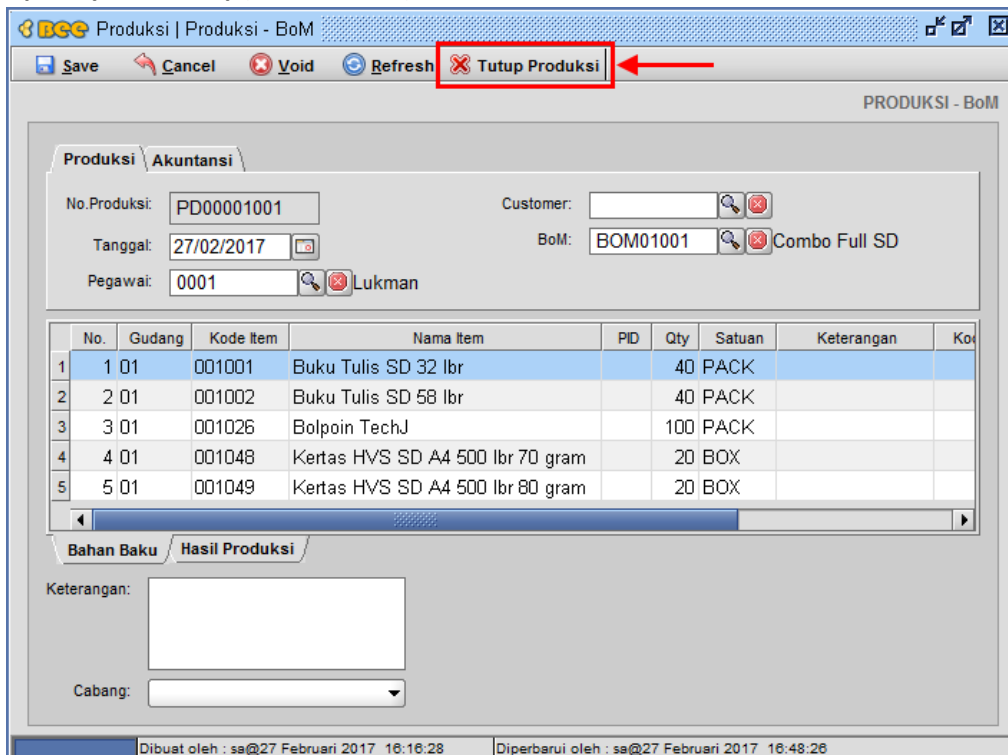 Bee Produksi | Produksi - BoM
Save Cancel Void Refresh Tutup Produksi
PRODUKSI - BoM
Produksi Akuntansi
No.Produksi: PD00001001 Customer:
Tanggal: 27/02/2017 BoM: BOM01001 Combo Full SD
Pegawai: 0001 Lukman
No. Gudang Kode Item Nama Item PID Qty Satuan Keterangan Kod
1 1 01 001001 Buku Tulis SD 32 lbr 40 PACK
2 2 01 001002 Buku Tulis SD 58 lbr 40 PACK
3 3 01 001026 Bolpoin TechJ 100 PACK
4 4 01 001048 Kertas HVS SD A4 500 lbr 70 gram 20 BOX
5 5 01 001049 Kertas HVS SD A4 500 lbr 80 gram 20 BOX
Bahan Baku Hasil Produksi
Keterangan:
Cabang:
Dibuat oleh : sa@27 Februari 2017 16:16:28 Diperbarui oleh : sa@27 Februari 2017 16:48:26